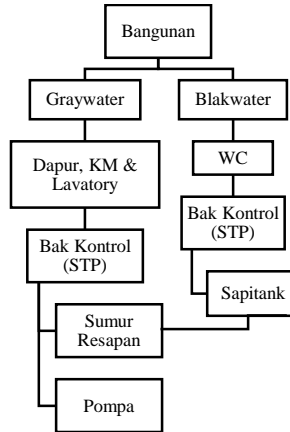 Bangunan
Graywater
Blakwater
Dapur, KM &
Lavatory
WC
Bak Kontrol
(STP)
Bak Kontrol
(STP)
Sapitank
Sumur
Resapan
Pompa